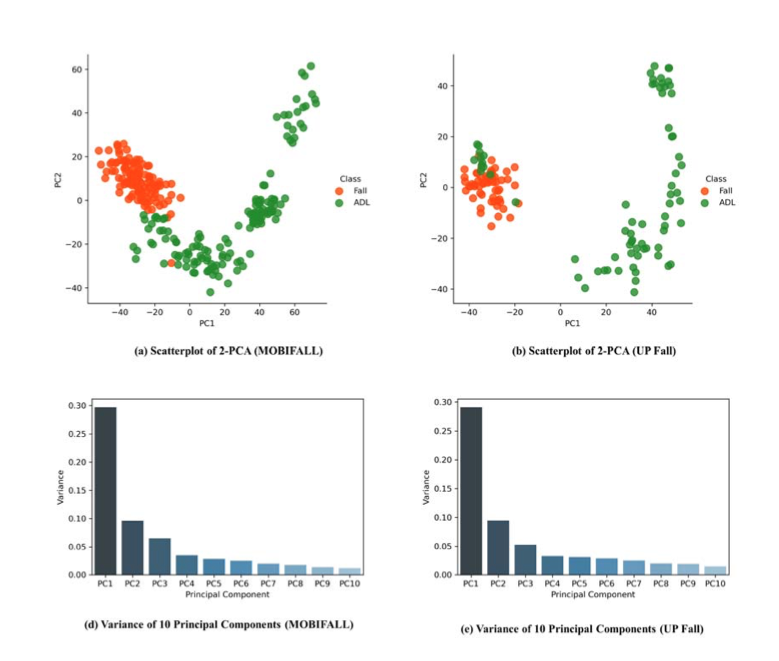 60
40
20
0
−20
−40
PC2
−40
−20
0
20
40
60
PC1
Class
Fall
ADL
(a) Scatterplot of 2-PCA (MOBIFALL)
40
20
0
−20
−40
PC2
−40
−20
0
20
40
PC1
Class
Fall
ADL
(b) Scatterplot of 2-PCA (UP Fall)
0.30
0.25
0.20
0.15
0.10
0.05
0.00
Variance
PC1 PC2 PC3 PC4 PC5 PC6 PC7 PC8 PC9 PC10
Principal Component
(d) Variance of 10 Principal Components (MOBIFALL)
0.30
0.25
0.20
0.15
0.10
0.05
0.00
Variance
PC1 PC2 PC3 PC4 PC5 PC6 PC7 PC8 PC9 PC10
Principal Component
(e) Variance of 10 Principal Components (UP Fall)